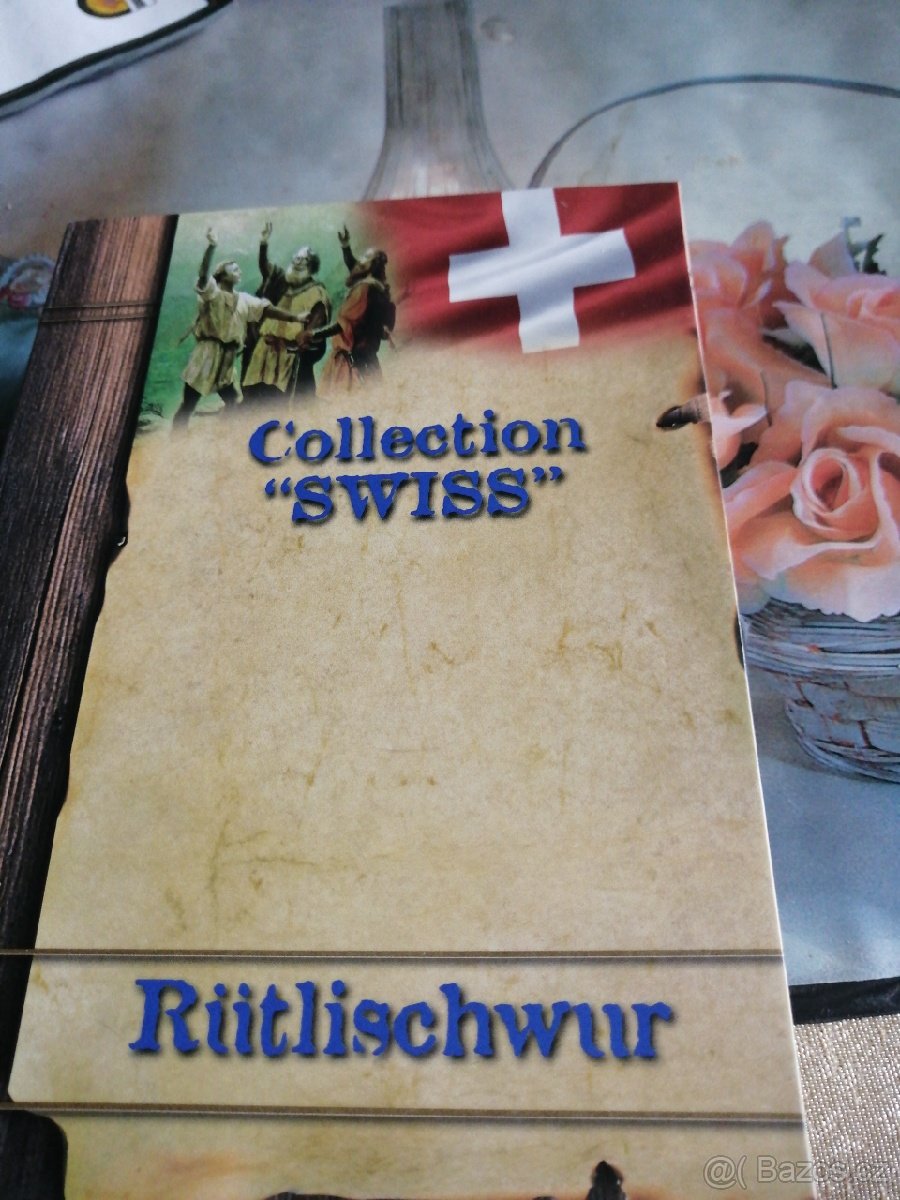 Collection
“SWISS”
Rütlischwur
@( Bazos.cz